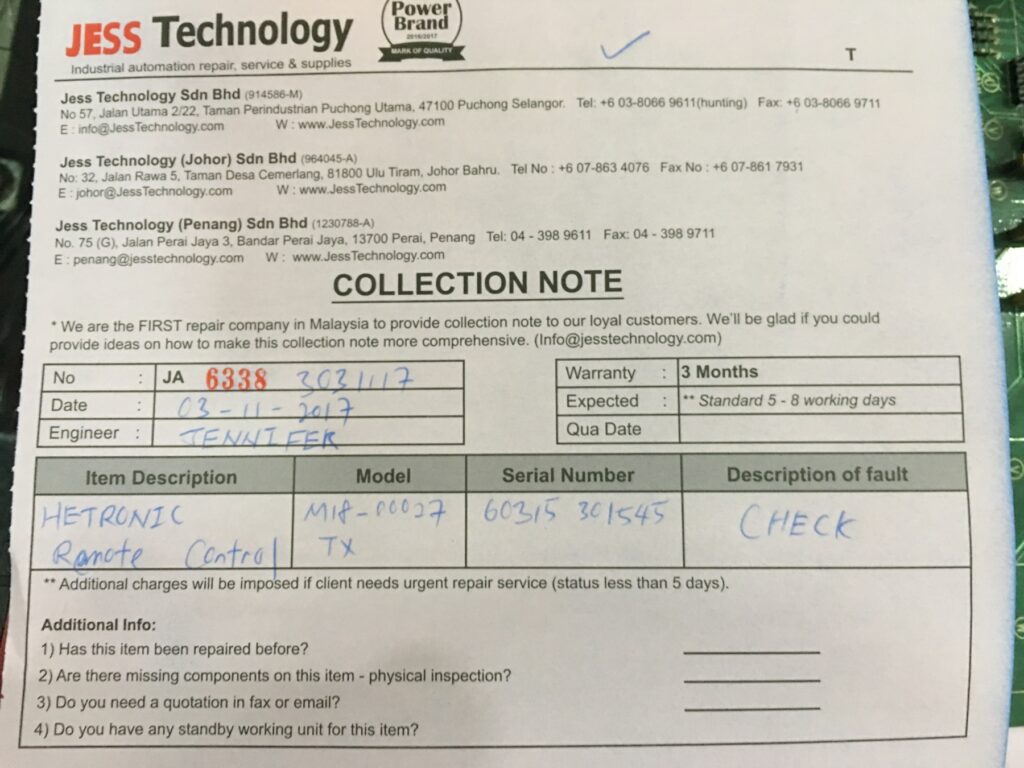 JESS Technology
Industrial automation repair, service & supplies
Power
Brand
2016/2017
MARK OF QUALITY
T
Jess Technology Sdn Bhd (914586-M)
No 57, Jalan Utama 2/22, Taman Perindustrian Puchong Utama, 47100 Puchong Selangor. Tel: +6 03-8066 9611(hunting) Fax: +6 03-8066 9711
E : info@JessTechnology.com W : www.JessTechnology.com
Jess Technology (Johor) Sdn Bhd (964045-A)
No: 32, Jalan Rawa 5, Taman Desa Cemerlang, 81800 Ulu Tiram, Johor Bahru. Tel No : +6 07-863 4076 Fax No : +6 07-861 7931
E : johor@JessTechnology.com W : www.JessTechnology.com
Jess Technology (Penang) Sdn Bhd (1230788-A)
No. 75 (G), Jalan Perai Jaya 3, Bandar Perai Jaya, 13700 Perai, Penang Tel: 04 - 398 9611 Fax: 04 - 398 9711
E : penang@jesstechnology.com W : www.JessTechnology.com
COLLECTION NOTE
* We are the FIRST repair company in Malaysia to provide collection note to our loyal customers. We'll be glad if you could
provide ideas on how to make this collection note more comprehensive. (Info@jesstechnology.com)
No : JA 6338 3031117
Date : 03-11-2017
Engineer : JENNIFER
Warranty : 3 Months
Expected : ** Standard 5 - 8 working days
Qua Date
Item Description Model Serial Number Description of fault
HETRONIC M18-00027 60315 301545 CHECK
Remote Control TX
** Additional charges will be imposed if client needs urgent repair service (status less than 5 days).
Additional Info:
1) Has this item been repaired before?
2) Are there missing components on this item - physical inspection?
3) Do you need a quotation in fax or email?
4) Do you have any standby working unit for this item?